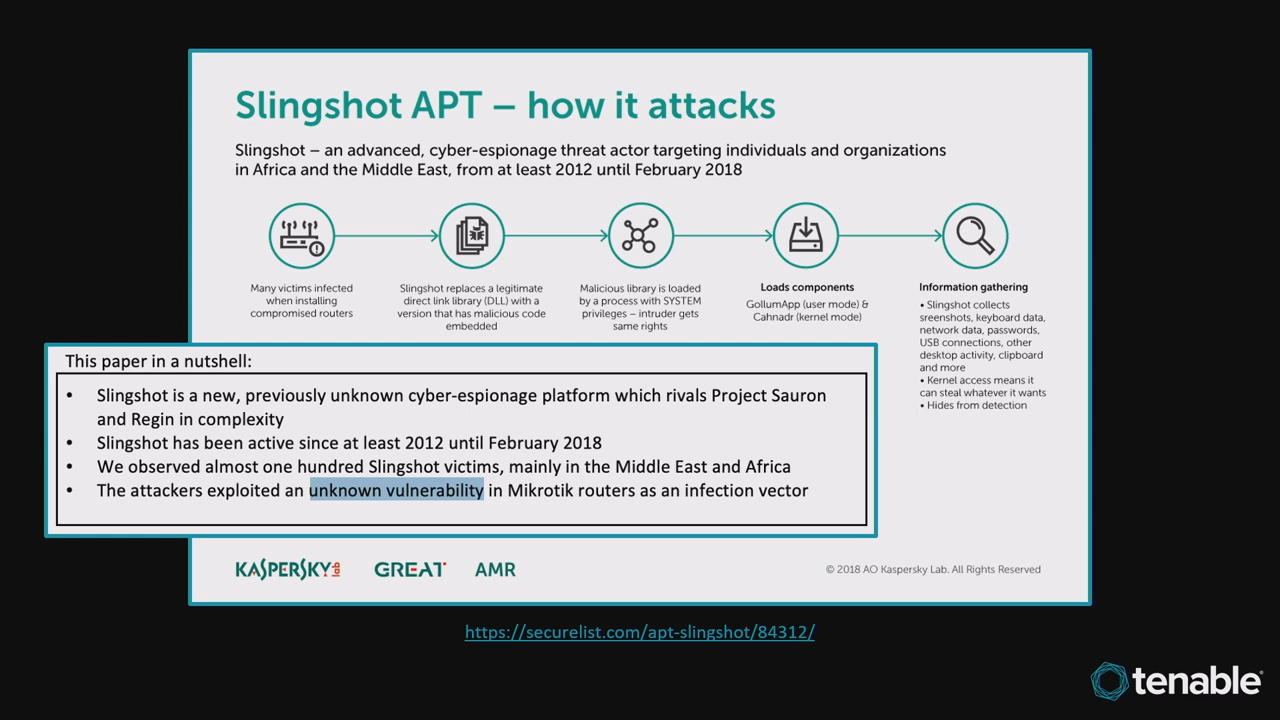 Slingshot APT – how it attacks
Slingshot – an advanced, cyber-espionage threat actor targeting individuals and organizations
in Africa and the Middle East, from at least 2012 until February 2018
Many victims infected
when installing
compromised routers
Slingshot replaces a legitimate
direct link library (DLL) with a
version that has malicious code
embedded
Malicious library is loaded
by a process with SYSTEM
privileges – intruder gets
same rights
Loads components
GollumApp (user mode) &
Cahnadr (kernel mode)
Information gathering
• Slingshot collects
sreenshots, keyboard data,
network data, passwords,
USB connections, other
desktop activity, clipboard
and more
• Kernel access means it
can steal whatever it wants
• Hides from detection
This paper in a nutshell:
• Slingshot is a new, previously unknown cyber-espionage platform which rivals Project Sauron
and Regin in complexity
• Slingshot has been active since at least 2012 until February 2018
• We observed almost one hundred Slingshot victims, mainly in the Middle East and Africa
• The attackers exploited an unknown vulnerability in Mikrotik routers as an infection vector
KASPERSKY lab
GREAT
AMR
© 2018 AO Kaspersky Lab. All Rights Reserved
https://securelist.com/apt-slingshot/84312/
tenable